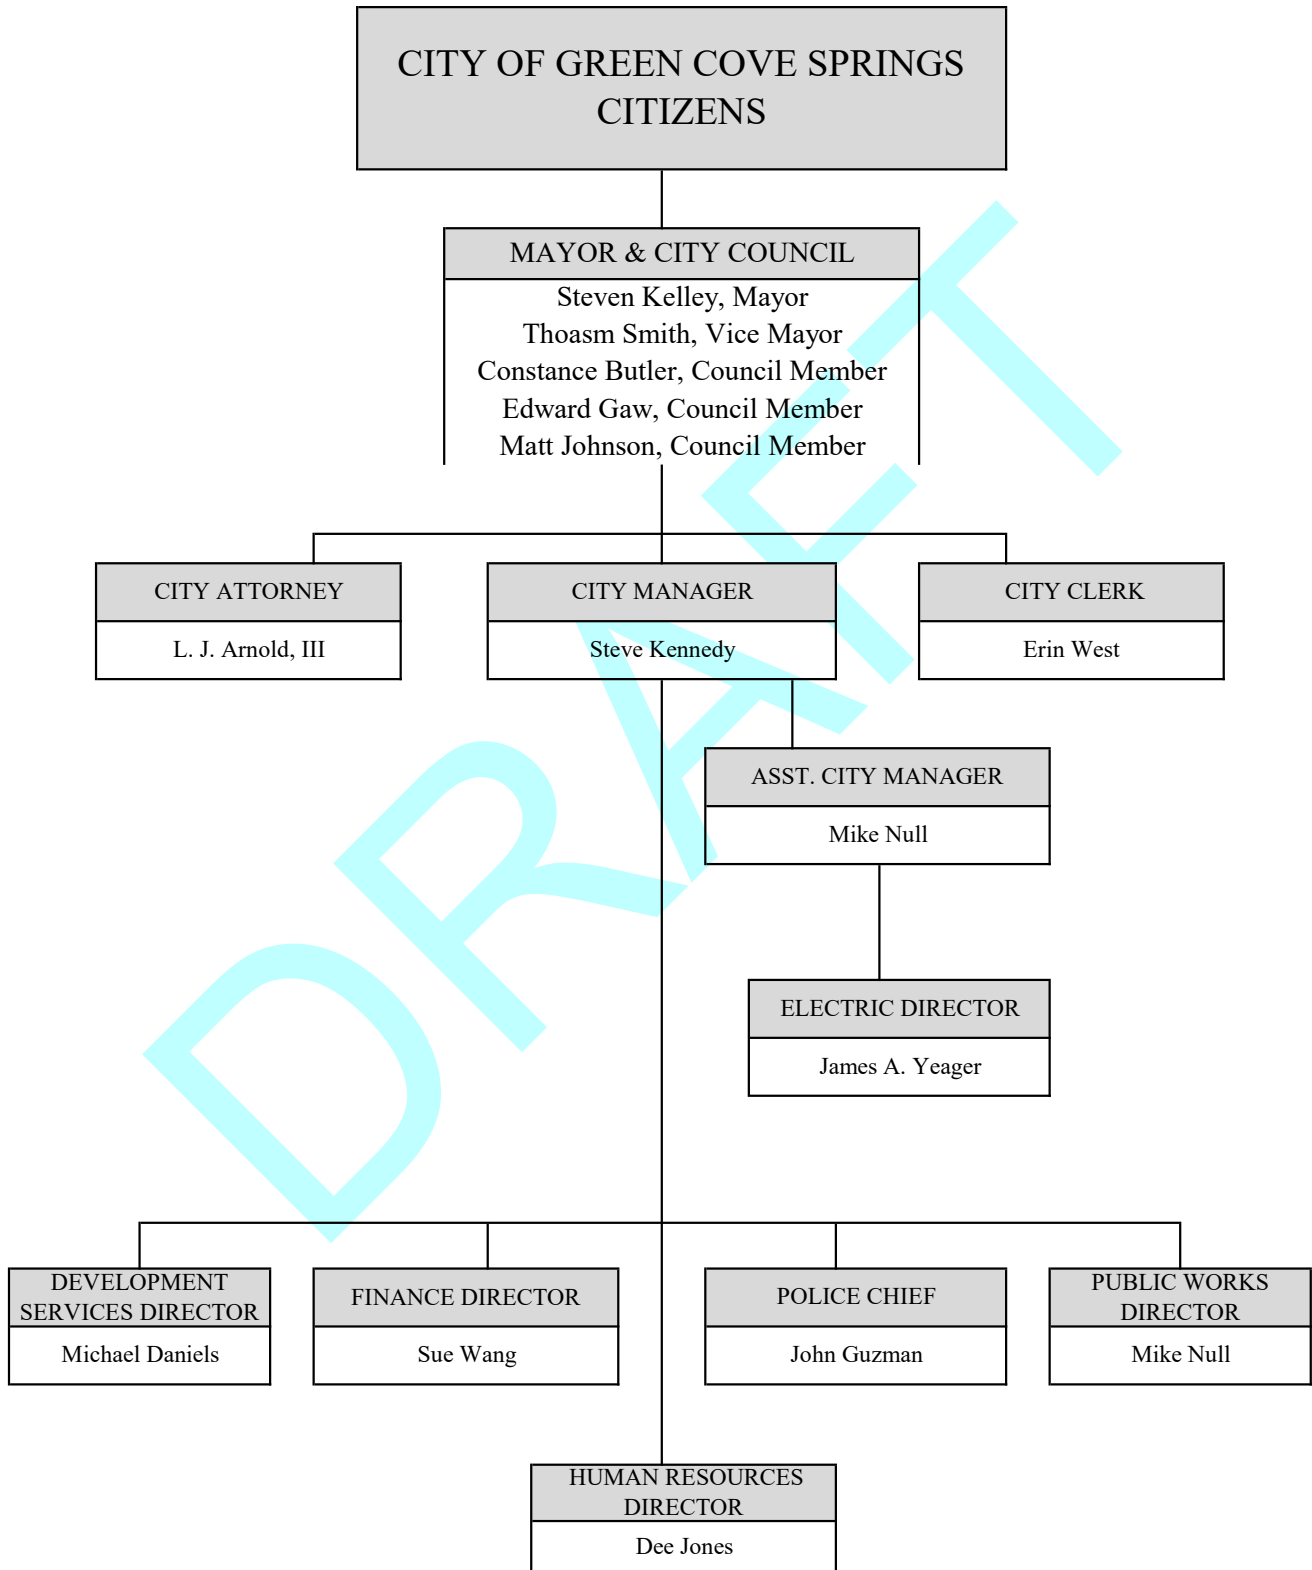 CITY OF GREEN COVE SPRINGS
CITIZENS
MAYOR & CITY COUNCIL
Steven Kelley, Mayor
Thoasm Smith, Vice Mayor
Constance Butler, Council Member
Edward Gaw, Council Member
Matt Johnson, Council Member
CITY ATTORNEY
L. J. Arnold, III
CITY MANAGER
Steve Kennedy
CITY CLERK
Erin West
ASST. CITY MANAGER
Mike Null
ELECTRIC DIRECTOR
James A. Yeager
DEVELOPMENT
SERVICES DIRECTOR
Michael Daniels
FINANCE DIRECTOR
Sue Wang
POLICE CHIEF
John Guzman
PUBLIC WORKS
DIRECTOR
Mike Null
HUMAN RESOURCES
DIRECTOR
Dee Jones
DRAFT